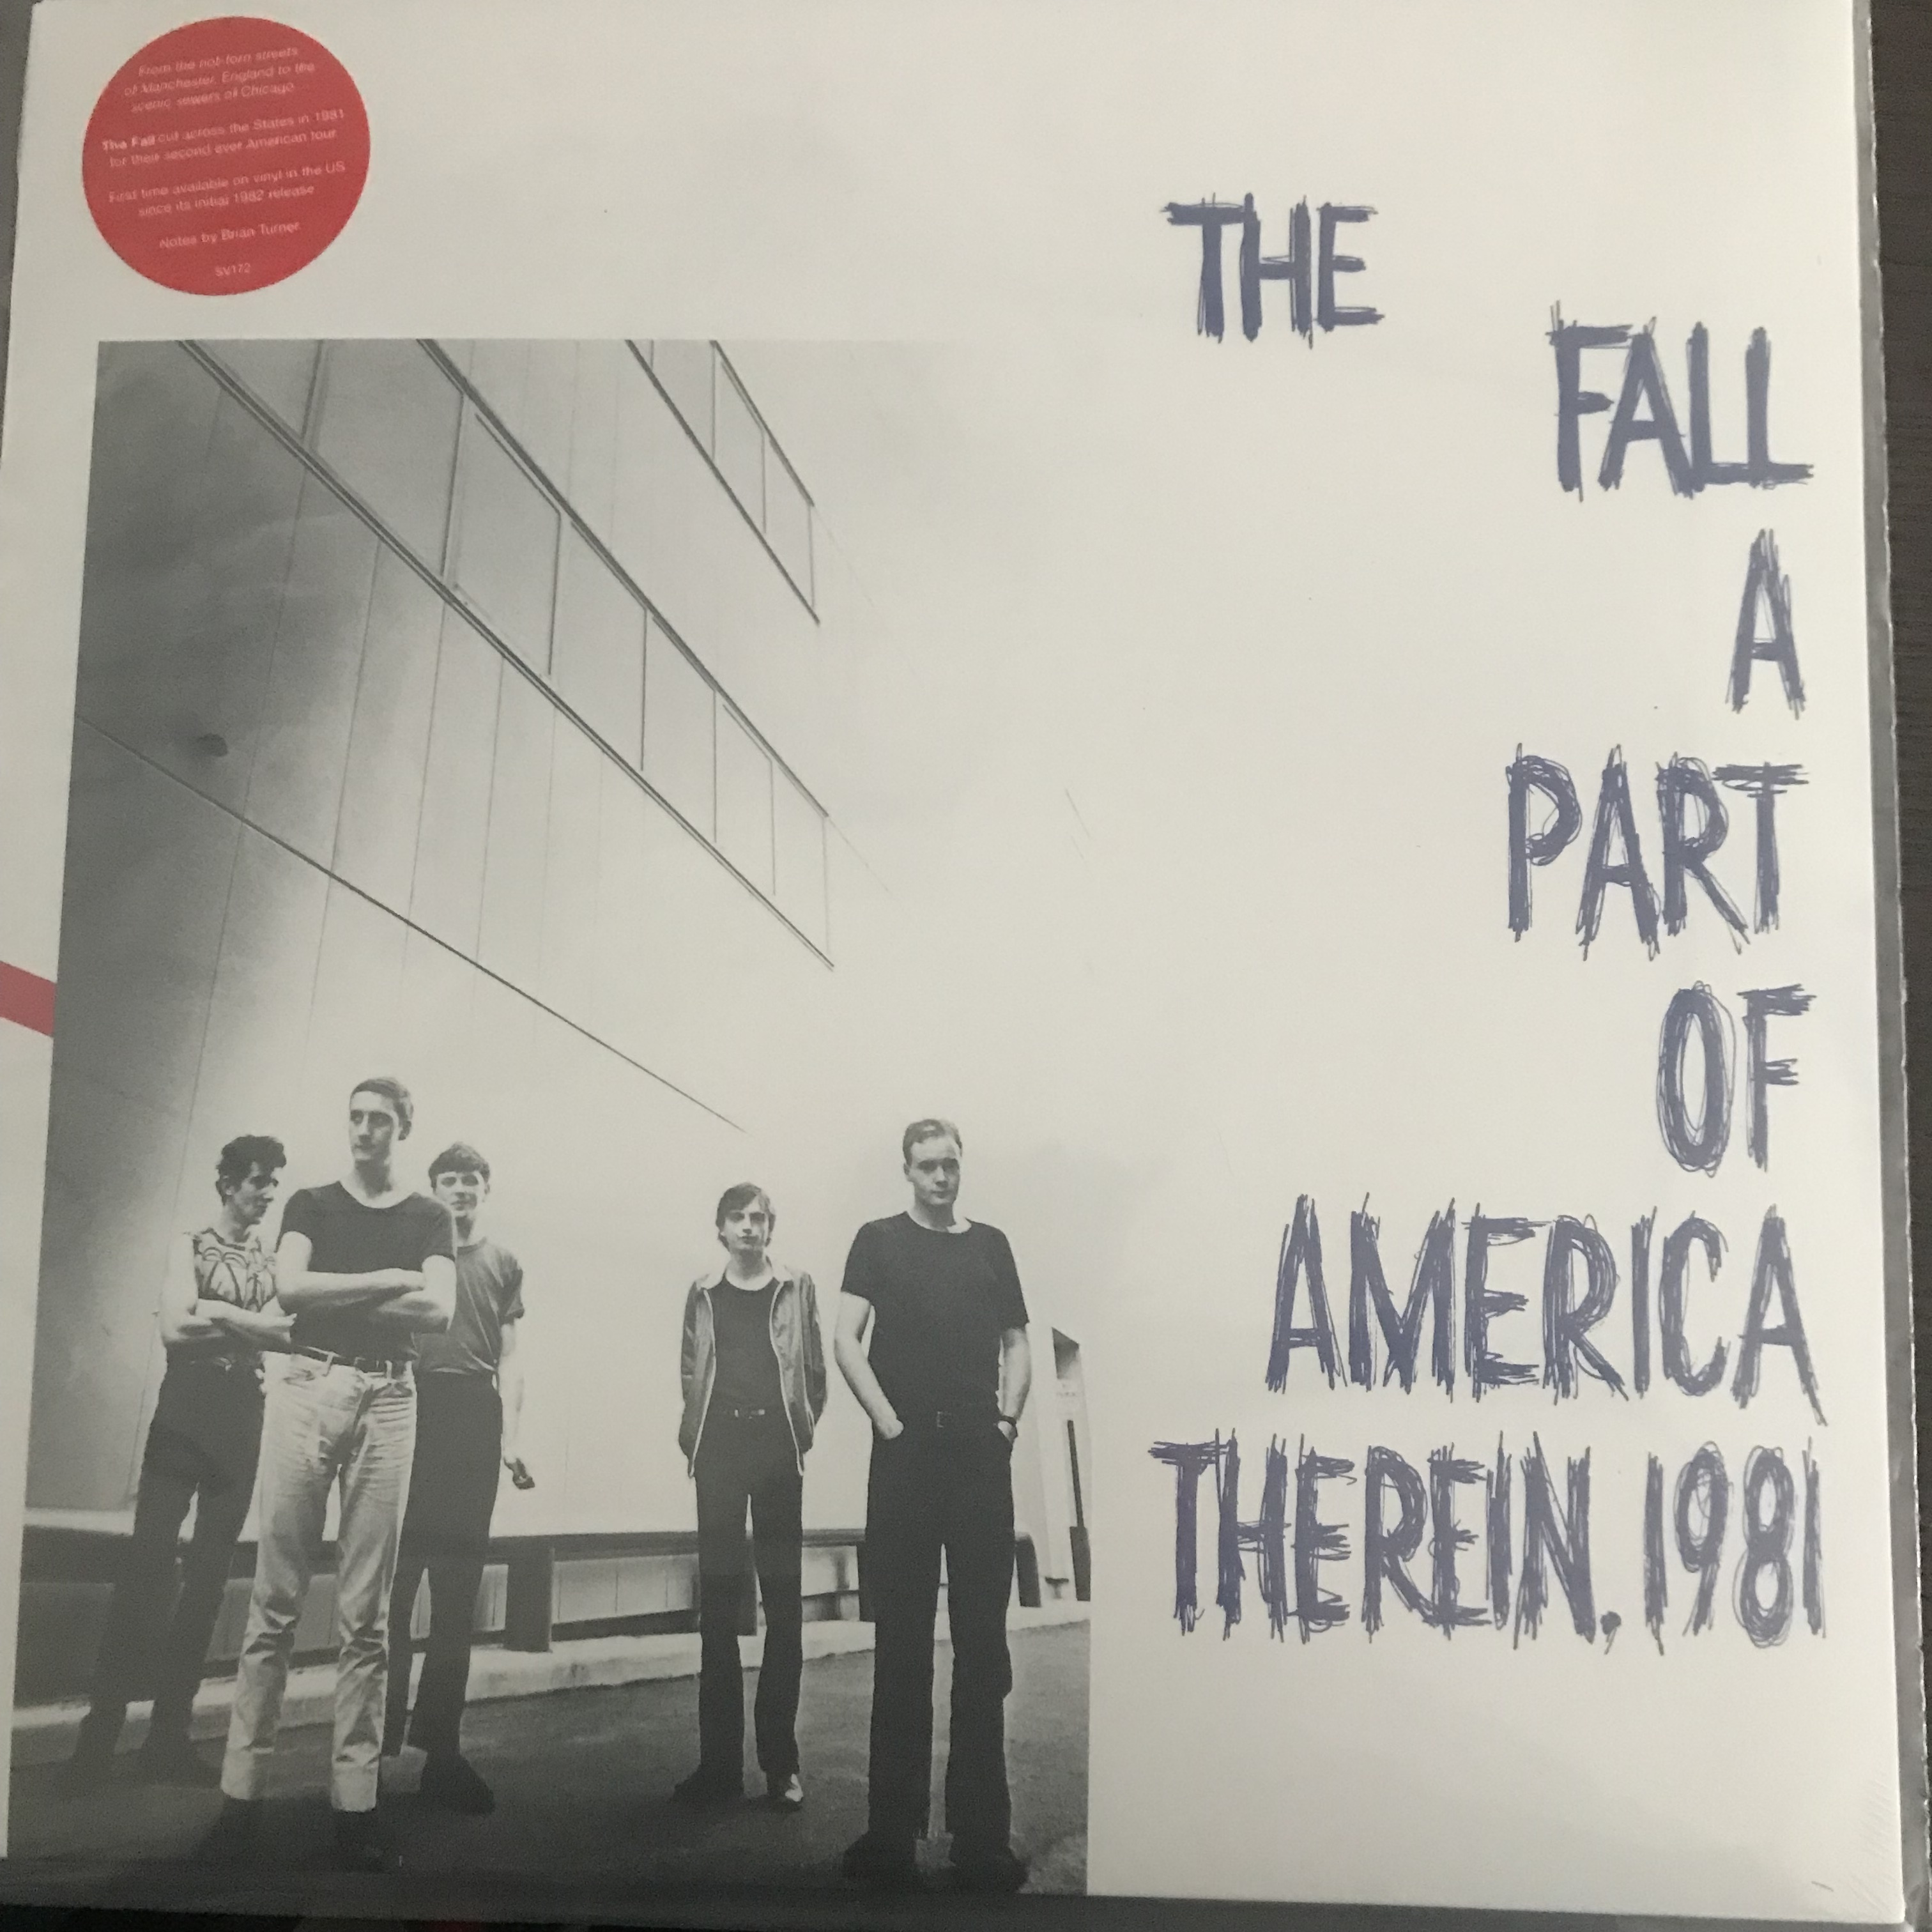 From the not-torn streets
of Manchester, England to the
scenic sewers of Chicago
The Fall cut across the States in 1981
for their second ever American tour
First time available on vinyl in the US
since its initial 1982 release
Notes by Brian Turner
SV172
THE
FALL
A
PART
OF
AMERICA
THEREIN, 1981